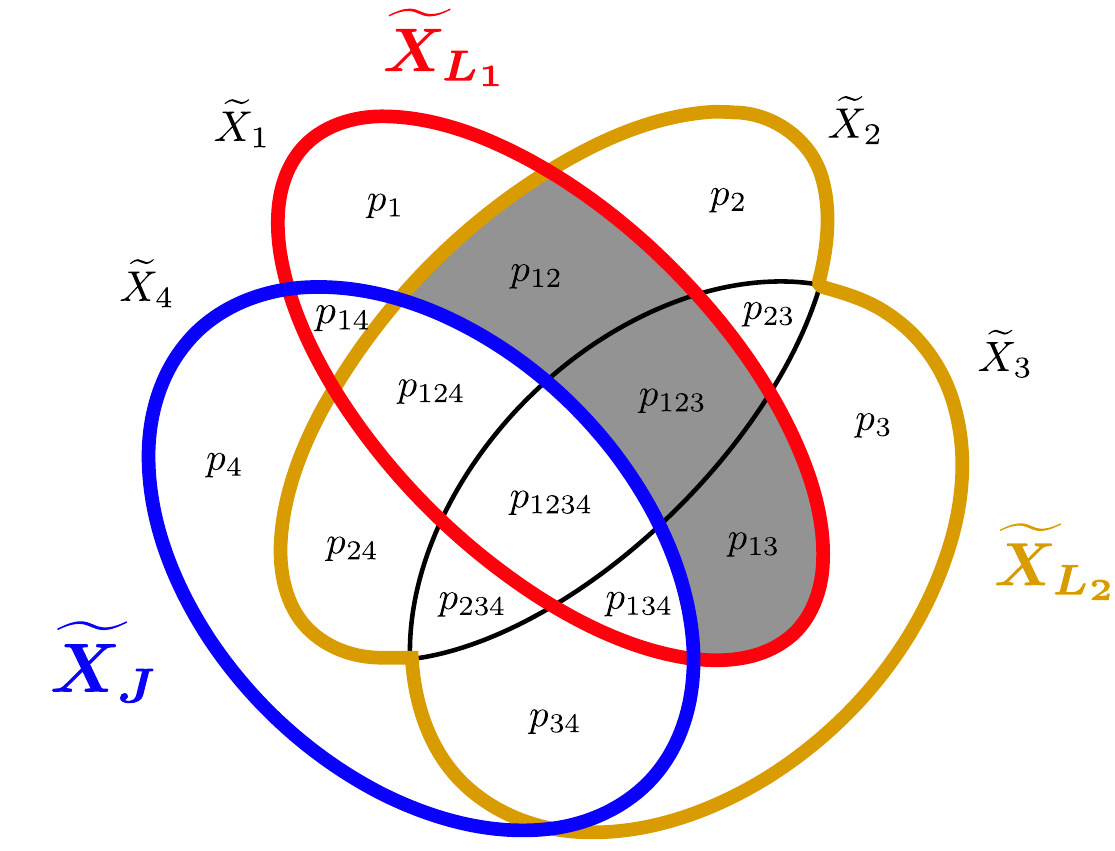 $\widetilde{X}_{L_1}$
$\widetilde{X}_1$
$\widetilde{X}_2$
$p_1$
$p_2$
$p_{12}$
$\widetilde{X}_4$
$p_{14}$
$p_{23}$
$\widetilde{X}_3$
$p_{124}$
$p_{123}$
$p_3$
$p_4$
$p_{1234}$
$p_{24}$
$p_{13}$
$\widetilde{X}_{L_2}$
$p_{234}$
$p_{134}$
$\widetilde{X}_J$
$p_{34}$